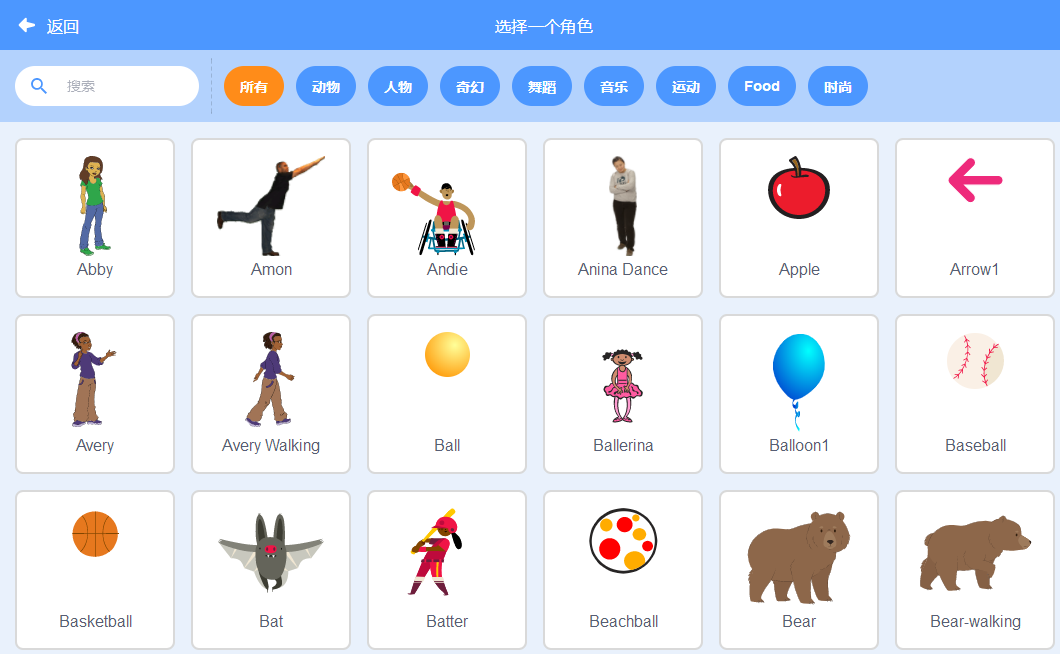 返回
选择一个角色
搜索
所有
动物
人物
奇幻
舞蹈
音乐
运动
Food
时尚
Abby
Amon
Andie
Anina Dance
Apple
Arrow1
Avery
Avery Walking
Ball
Ballerina
Balloon1
Baseball
Basketball
Bat
Batter
Beachball
Bear
Bear-walking